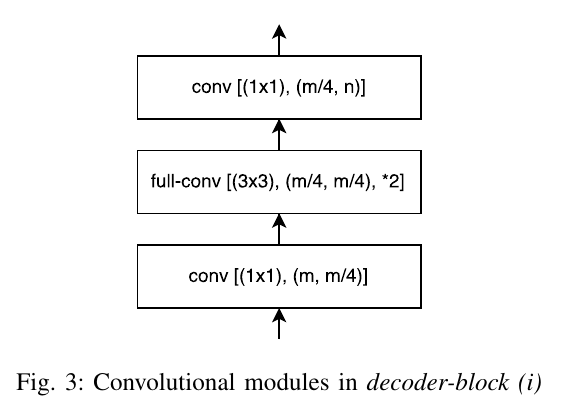 conv [(1x1), (m/4, n)]
full-conv [(3x3), (m/4, m/4), *2]
conv [(1x1), (m, m/4)]
Fig. 3: Convolutional modules in decoder-block (i)